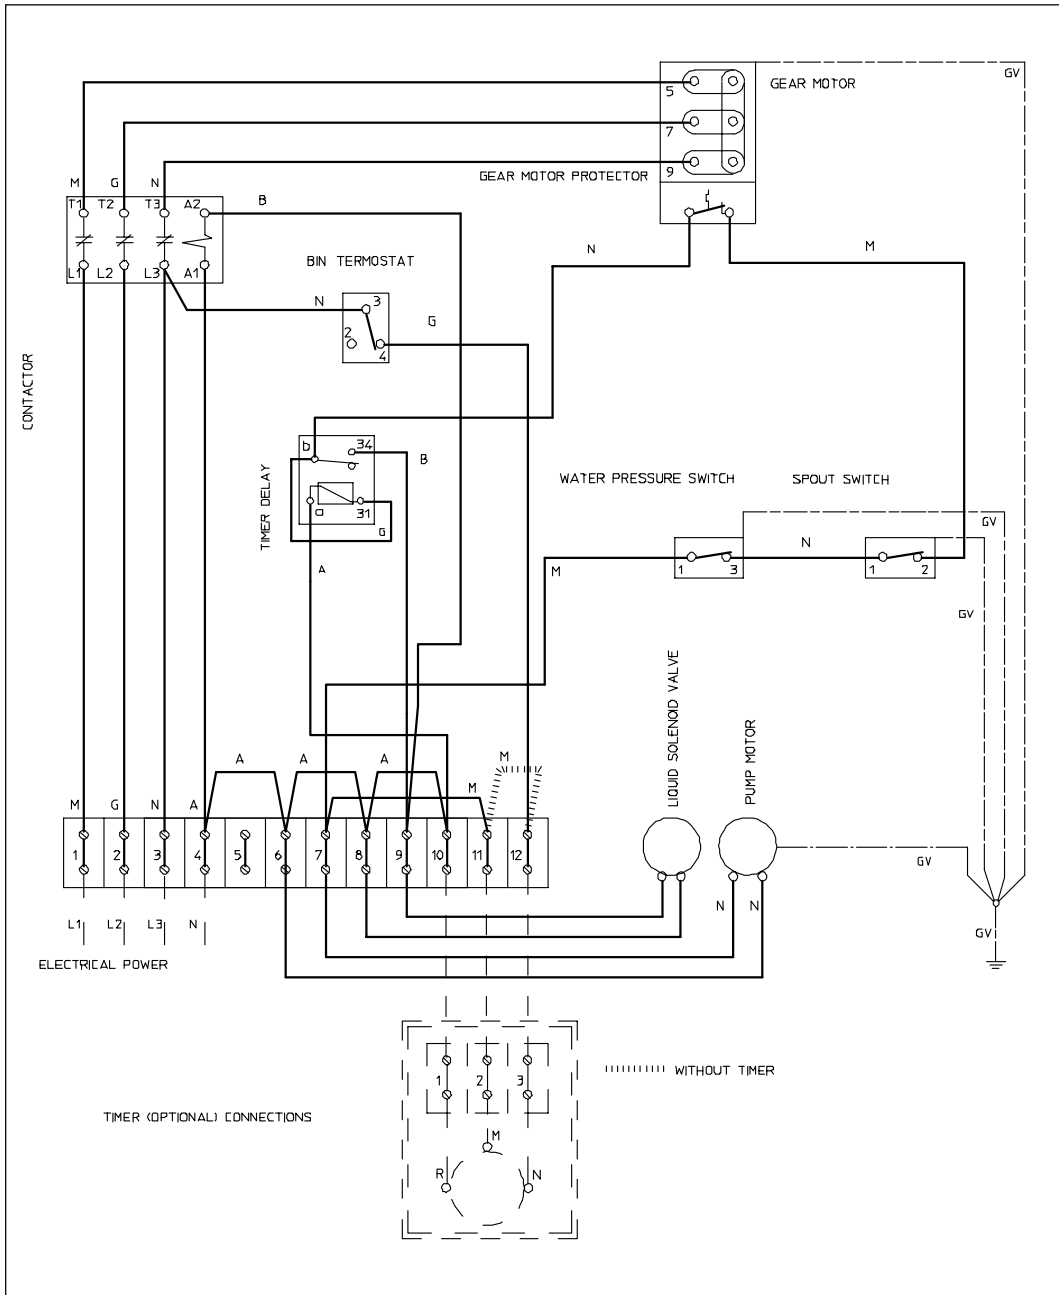 GV
5
GEAR MOTOR
7
9
GEAR MOTOR PROTECTOR
M G N
T1 T2 T3 A2
B
L1 L2 L3 A1
N
M
BIN TERMOSTAT
N
3
2
4
G
CONTACTOR
b
34
B
TIMER DELAY
a
31
G
A
WATER PRESSURE SWITCH
SPOUT SWITCH
GV
1 3
N
1 2
M
GV
LIQUID SOLENOID VALVE
PUMP MOTOR
A A A
M
M
M G N A
1 2 3 4 5 6 7 8 9 10 11 12
GV
N N
L1 L2 L3 N
GV
ELECTRICAL POWER
1 2 3
WITHOUT TIMER
TIMER (OPTIONAL) CONNECTIONS
M
R N